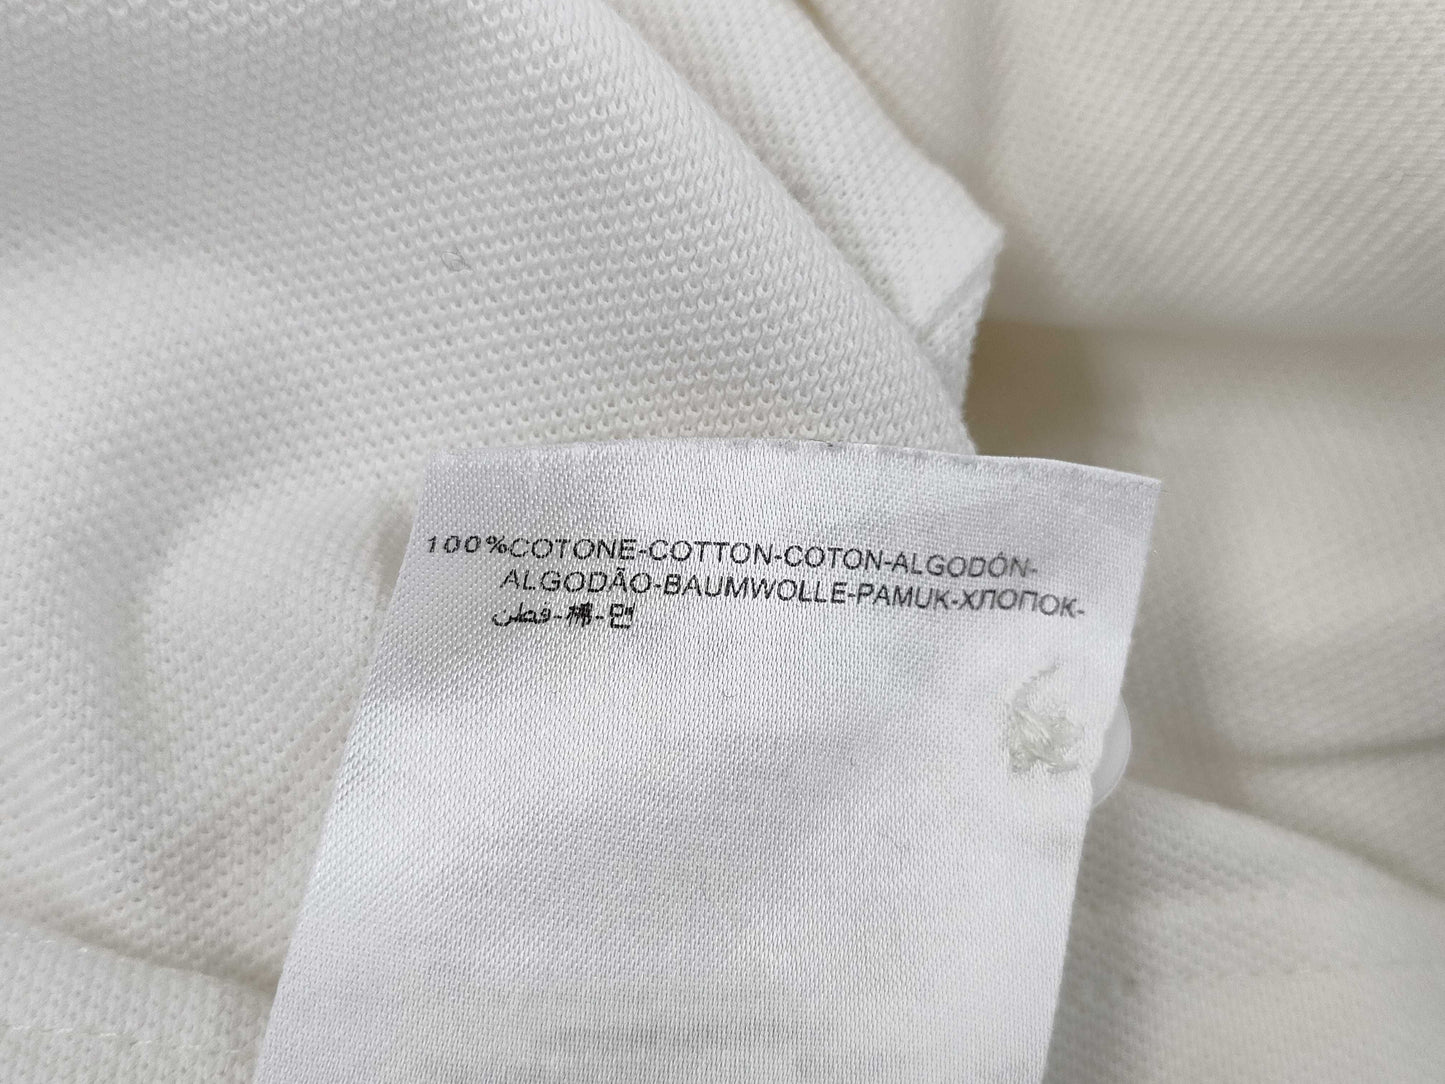 100%COTONE-COTTON-COTON-ALGODÓN-
ALGODÃO-BAUMWOLLE-PAMUK-ХЛОПОК-
قطن-棉-면